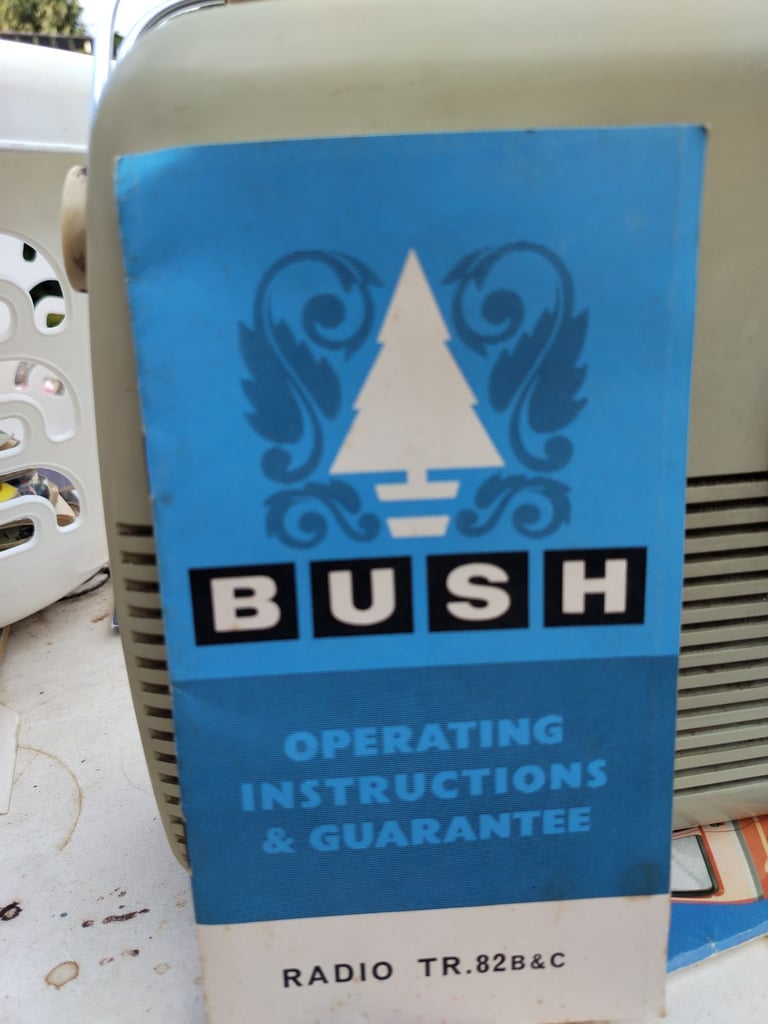 BUSH
OPERATING
INSTRUCTIONS
& GUARANTEE
RADIO TR.82B&C